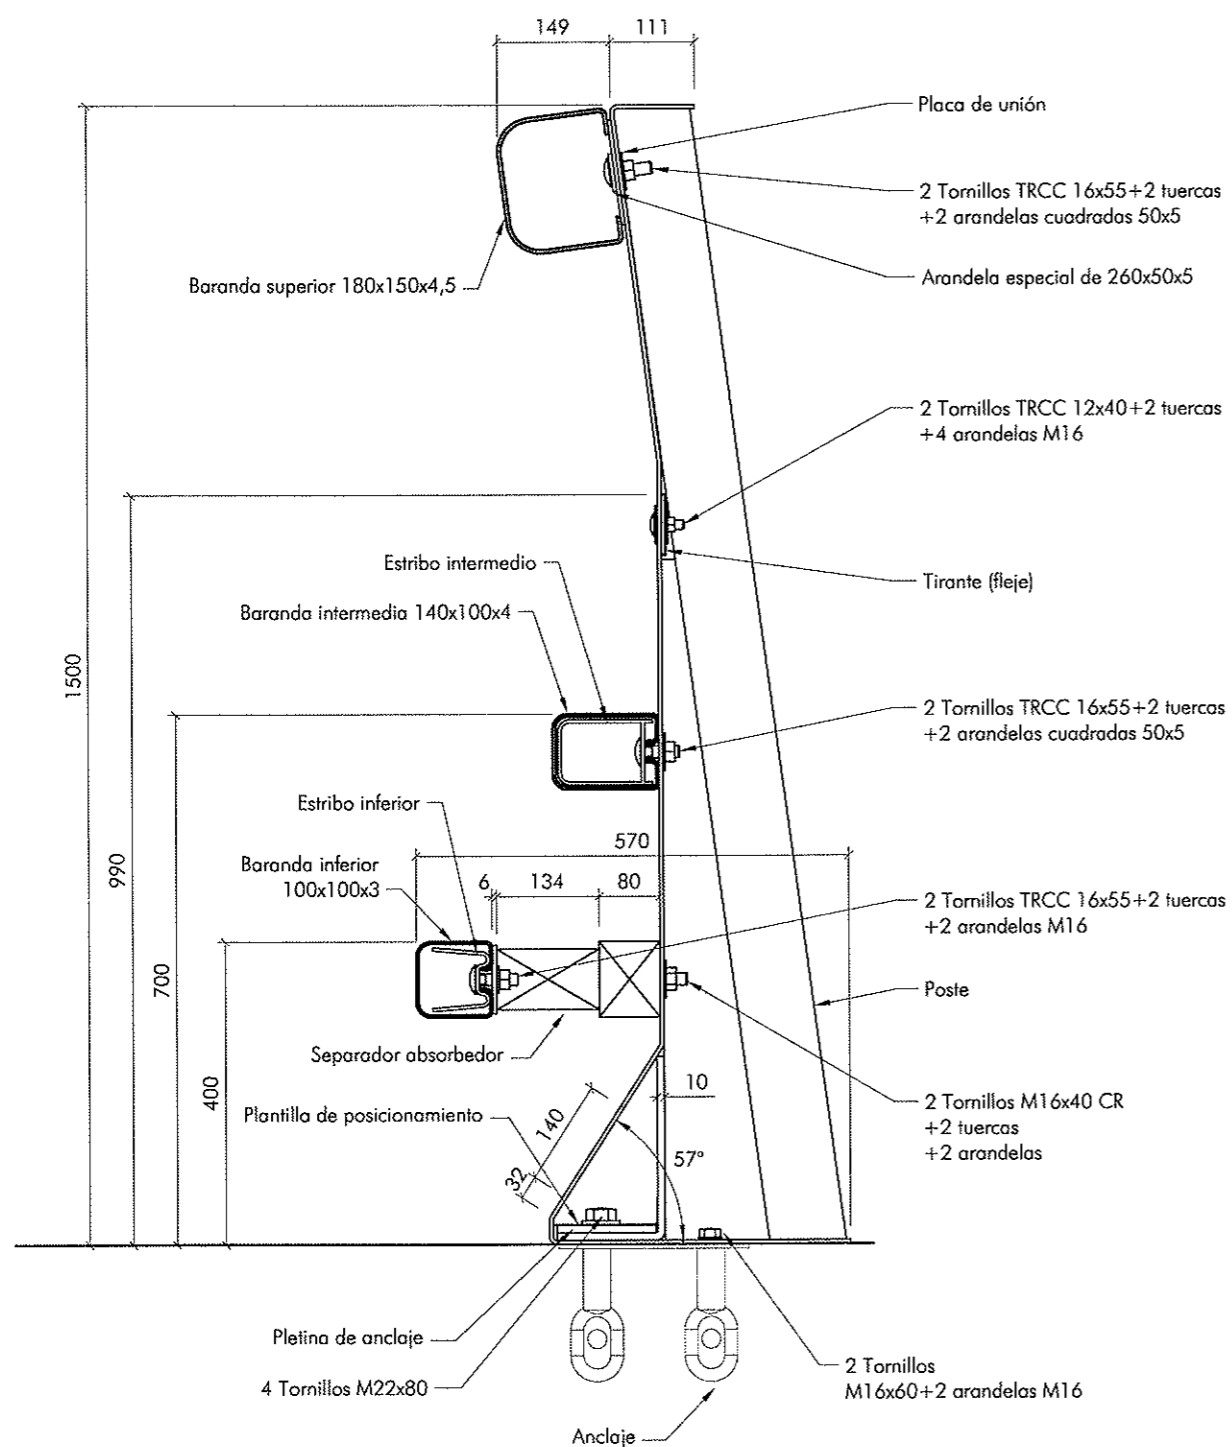 149
111
Placa de unión
2 Tornillos TRCC 16x55+2 tuercas
+2 arandelas cuadradas 50x5
Baranda superior 180x150x4,5
Arandela especial de 260x50x5
2 Tornillos TRCC 12x40+2 tuercas
+4 arandelas M16
Estribo intermedio
Tirante (fleje)
Baranda intermedia 140x100x4
1500
2 Tornillos TRCC 16x55+2 tuercas
+2 arandelas cuadradas 50x5
Estribo inferior
570
990
Baranda inferior
100x100x3
6
134
80
2 Tornillos TRCC 16x55+2 tuercas
+2 arandelas M16
700
Poste
Separador absorbedor
400
10
Plantilla de posicionamiento
140
32
57°
2 Tornillos M16x40 CR
+2 tuercas
+2 arandelas
Pletina de anclaje
4 Tornillos M22x80
2 Tornillos
M16x60+2 arandelas M16
Anclaje